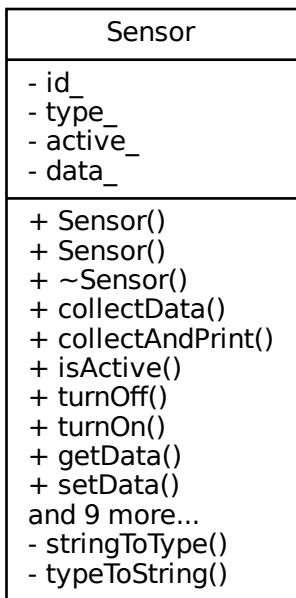 Sensor
- id_
- type_
- active_
- data_
+ Sensor()
+ Sensor()
+ ~Sensor()
+ collectData()
+ collectAndPrint()
+ isActive()
+ turnOff()
+ turnOn()
+ getData()
+ setData()
and 9 more...
- stringToType()
- typeToString()